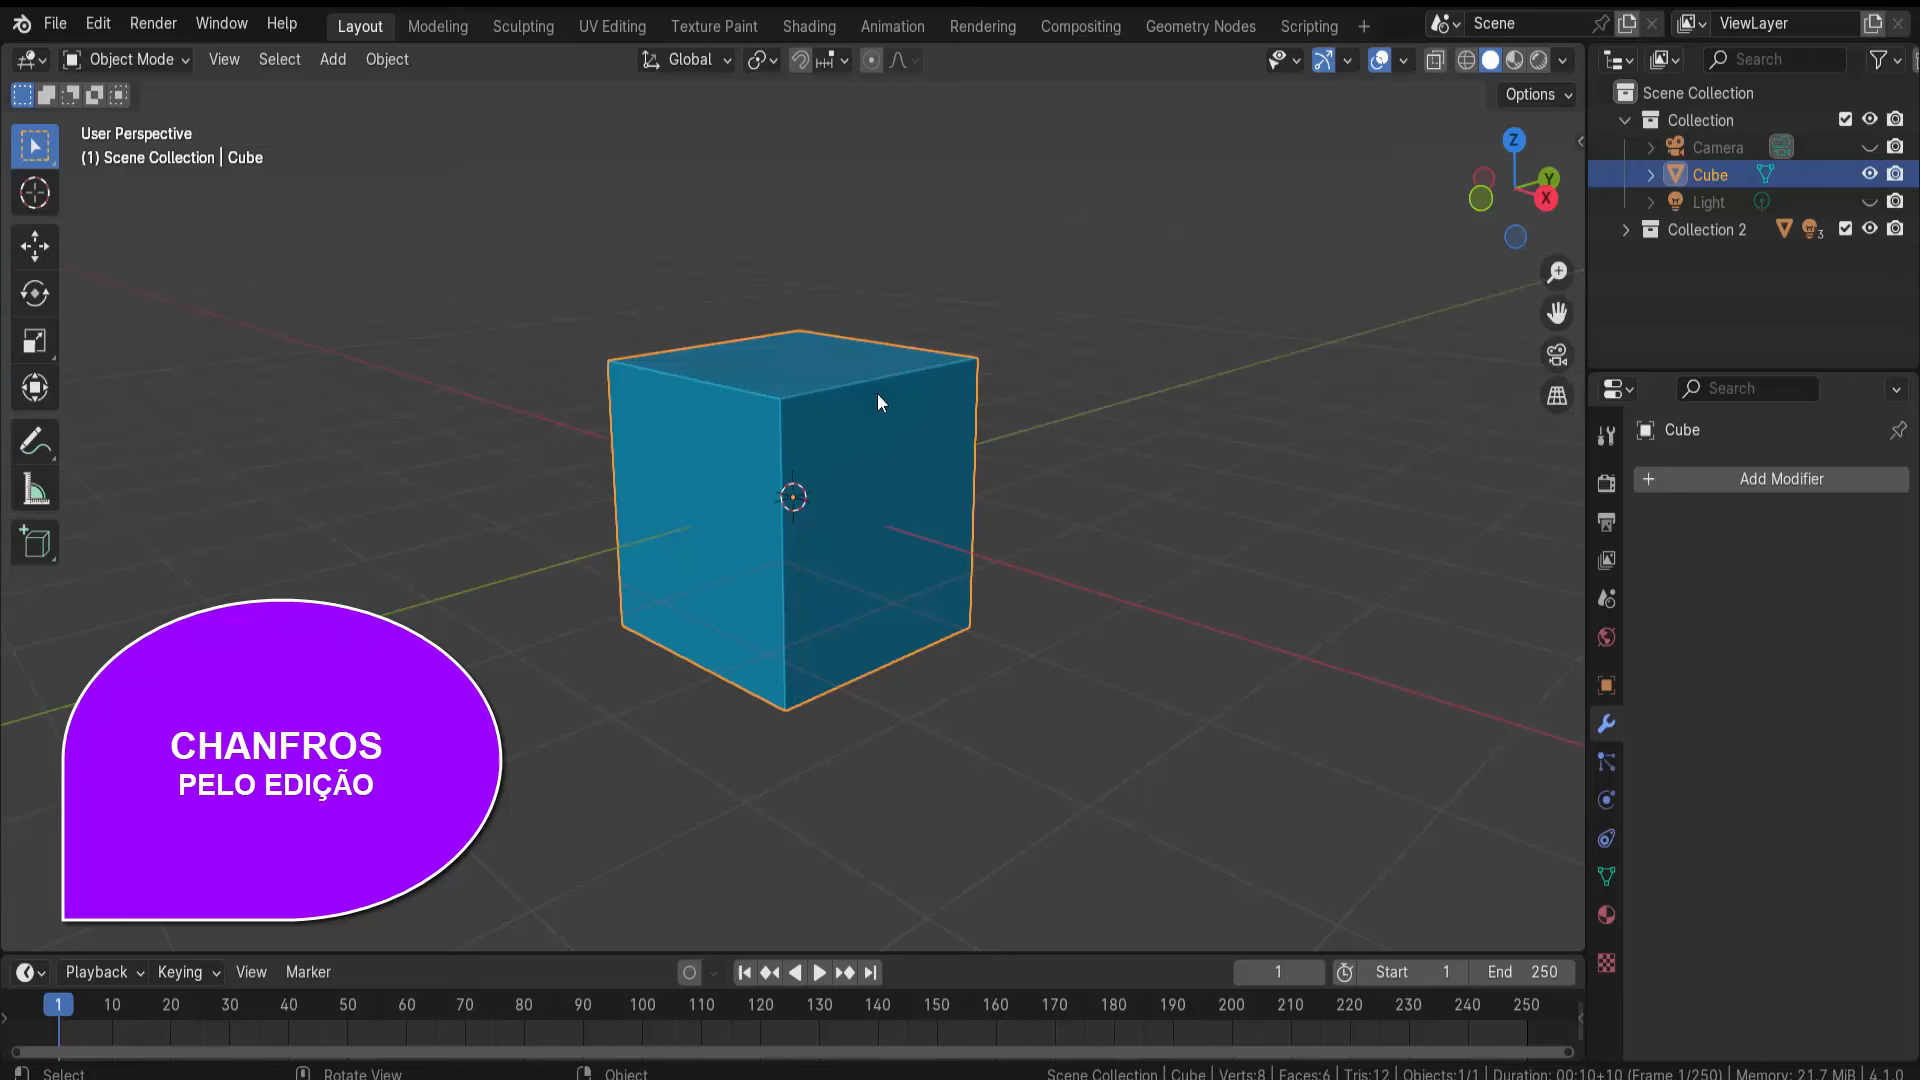 File Edit Render Window Help Layout Modeling Sculpting UV Editing Texture Paint Shading Animation Rendering Compositing Geometry Nodes Scripting + Scene ViewLayer
Object Mode View Select Add Object Global Search
Options
User Perspective
(1) Scene Collection | Cube
Z
Y
X
Scene Collection
Collection
Camera
Cube
Light
Collection 2 3
Search
Cube
+ Add Modifier
CHANFROS
PELO EDIÇÃO
Playback Keying View Marker 1 Start 1 End 250
1 10 20 30 40 50 60 70 80 90 100 110 120 130 140 150 160 170 180 190 200 210 220 230 240 250
Select Rotate View Object Scene Collection | Cube | Verts:8 | Faces:6 | Tris:12 | Objects:1/1 | Duration: 00:10+10 (Frame 1/250) | Memory: 21.7 MiB | 4.1.0